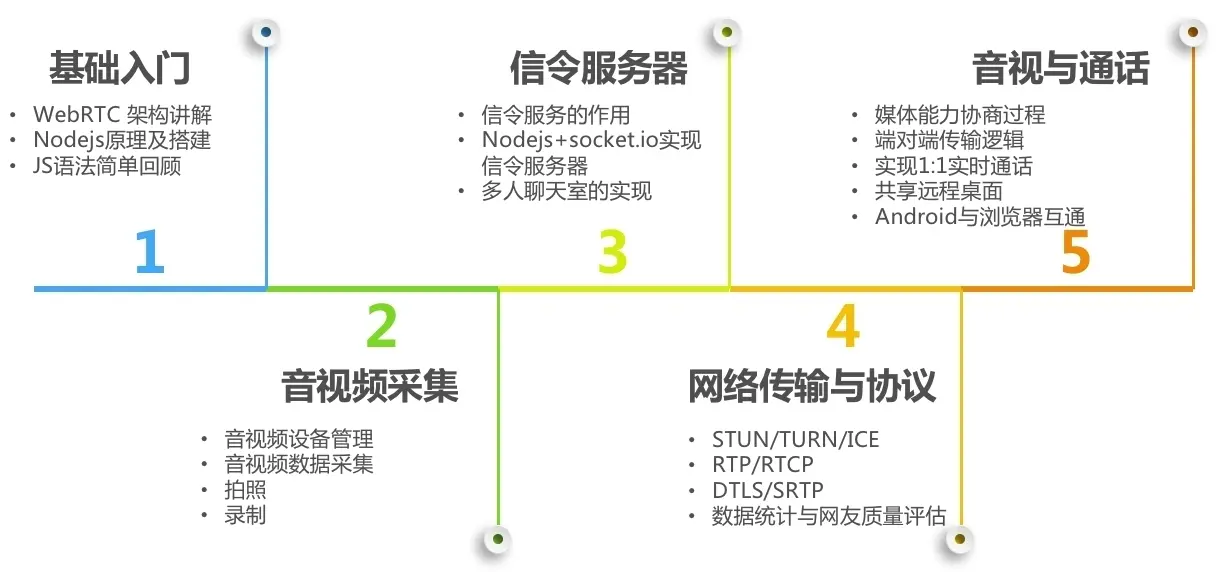 基础入门
• WebRTC 架构讲解
• Nodejs原理及搭建
• JS语法简单回顾
1
2
音视频采集
• 音视频设备管理
• 音视频数据采集
• 拍照
• 录制
信令服务器
• 信令服务的作用
• Nodejs+socket.io实现
信令服务器
• 多人聊天室的实现
3
4
网络传输与协议
• STUN/TURN/ICE
• RTP/RTCP
• DTLS/SRTP
• 数据统计与网友质量评估
音视与通话
• 媒体能力协商过程
• 端对端传输逻辑
• 实现1:1实时通话
• 共享远程桌面
• Android与浏览器互通
5